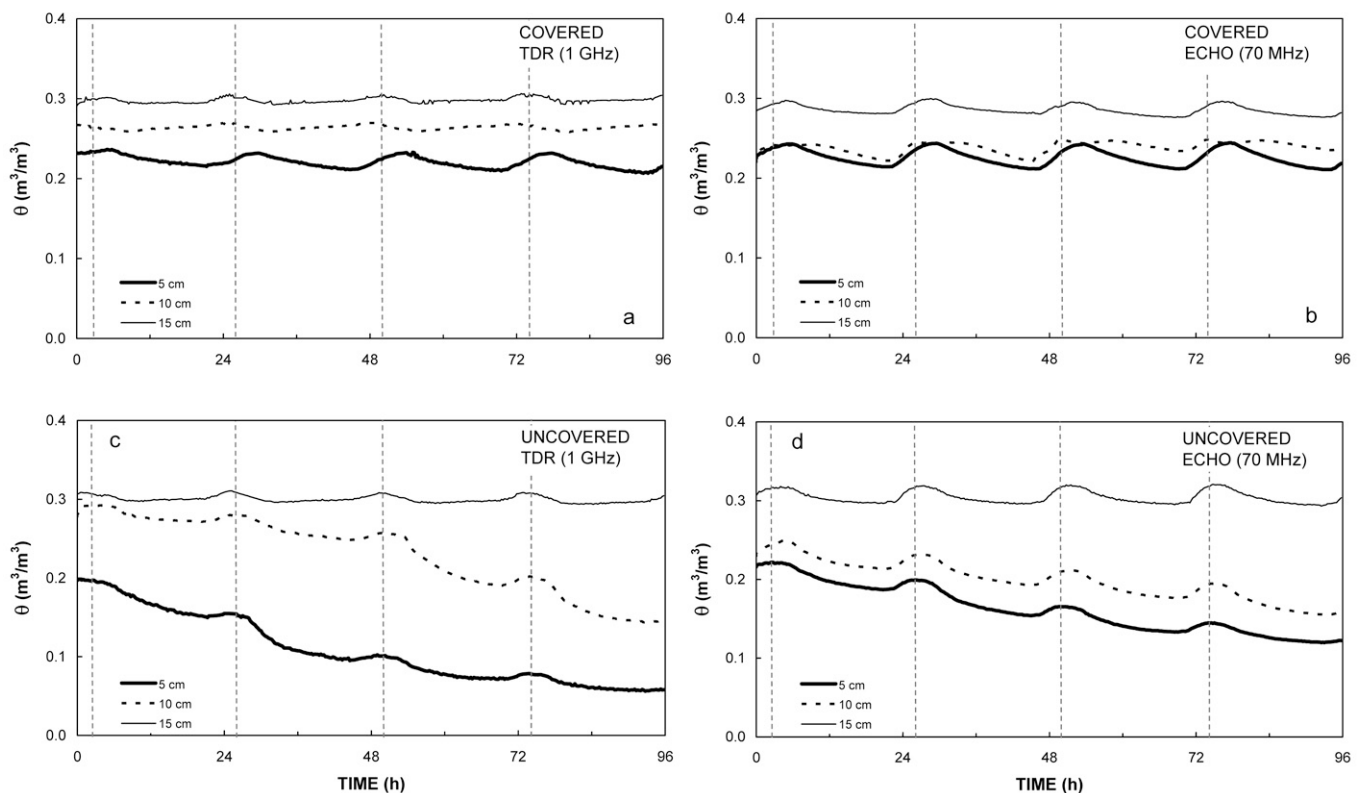 COVERED
TDR (1 GHz)
θ (m³/m³)
0.4
0.3
0.2
0.1
0.0
5 cm
10 cm
15 cm
a
0
24
48
72
96
COVERED
ECHO (70 MHz)
θ (m³/m³)
0.4
0.3
0.2
0.1
0.0
5 cm
10 cm
15 cm
b
0
24
48
72
96
c
UNCOVERED
TDR (1 GHz)
θ (m³/m³)
0.4
0.3
0.2
0.1
0.0
5 cm
10 cm
15 cm
0
24
48
72
96
TIME (h)
d
UNCOVERED
ECHO (70 MHz)
θ (m³/m³)
0.4
0.3
0.2
0.1
0.0
5 cm
10 cm
15 cm
0
24
48
72
96
TIME (h)